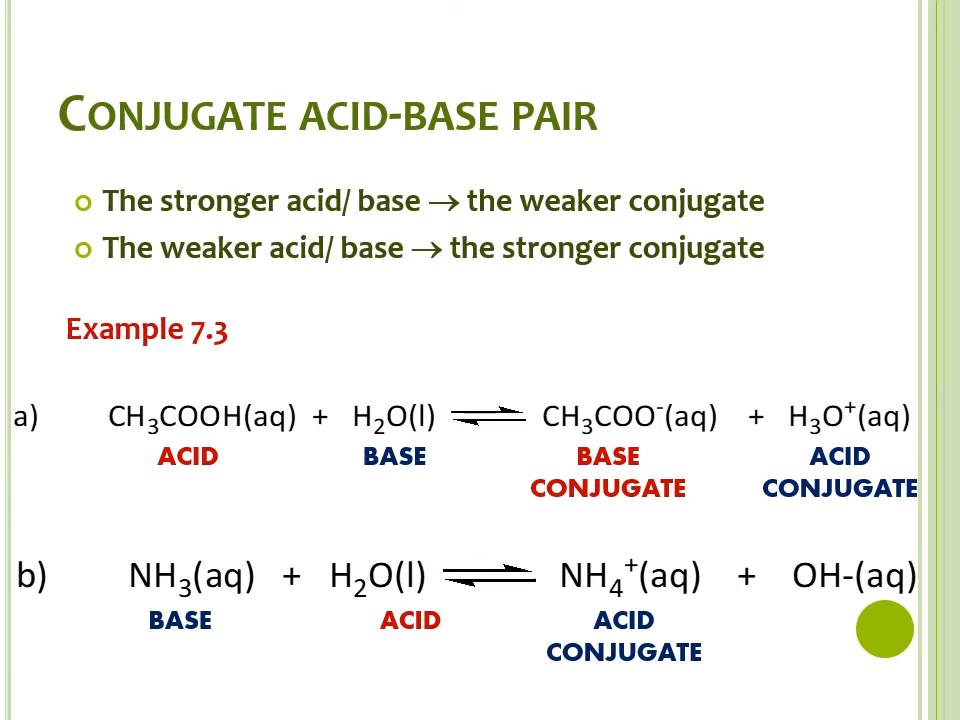 CONJUGATE ACID-BASE PAIR
The stronger acid/ base → the weaker conjugate
The weaker acid/ base → the stronger conjugate
Example 7.3
a) CH₃COOH(aq) + H₂O(l) ⇌ CH₃COO⁻(aq) + H₃O⁺(aq)
ACID BASE BASE ACID
CONJUGATE CONJUGATE
b) NH₃(aq) + H₂O(l) ⇌ NH₄⁺(aq) + OH-(aq)
BASE ACID ACID
CONJUGATE